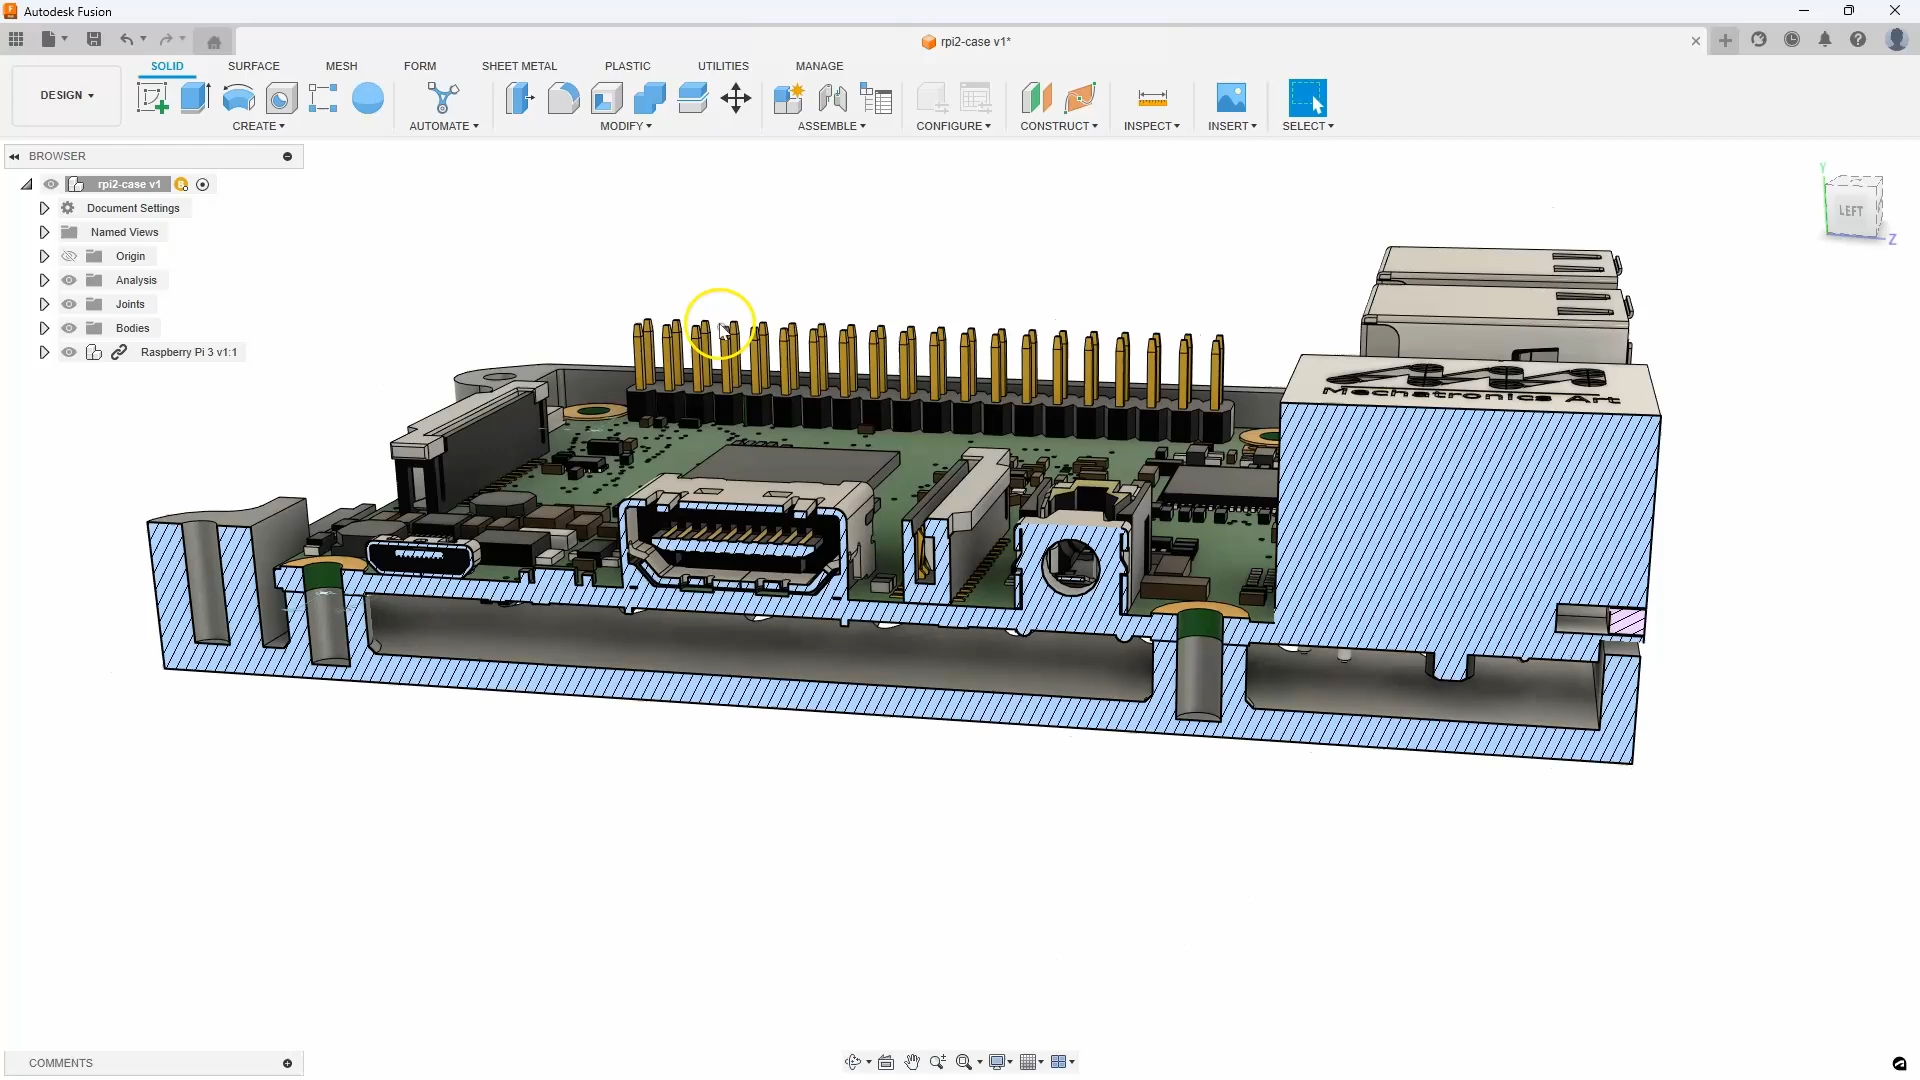 Autodesk Fusion
rpi2-case v1*
DESIGN
SOLID
SURFACE
MESH
FORM
SHEET METAL
PLASTIC
UTILITIES
MANAGE
CREATE
AUTOMATE
MODIFY
ASSEMBLE
CONFIGURE
CONSTRUCT
INSPECT
INSERT
SELECT
BROWSER
rpi2-case v1
Document Settings
Named Views
Origin
Analysis
Joints
Bodies
Raspberry Pi 3 v1:1
Y
LEFT
Z
Mechatronics Art
COMMENTS